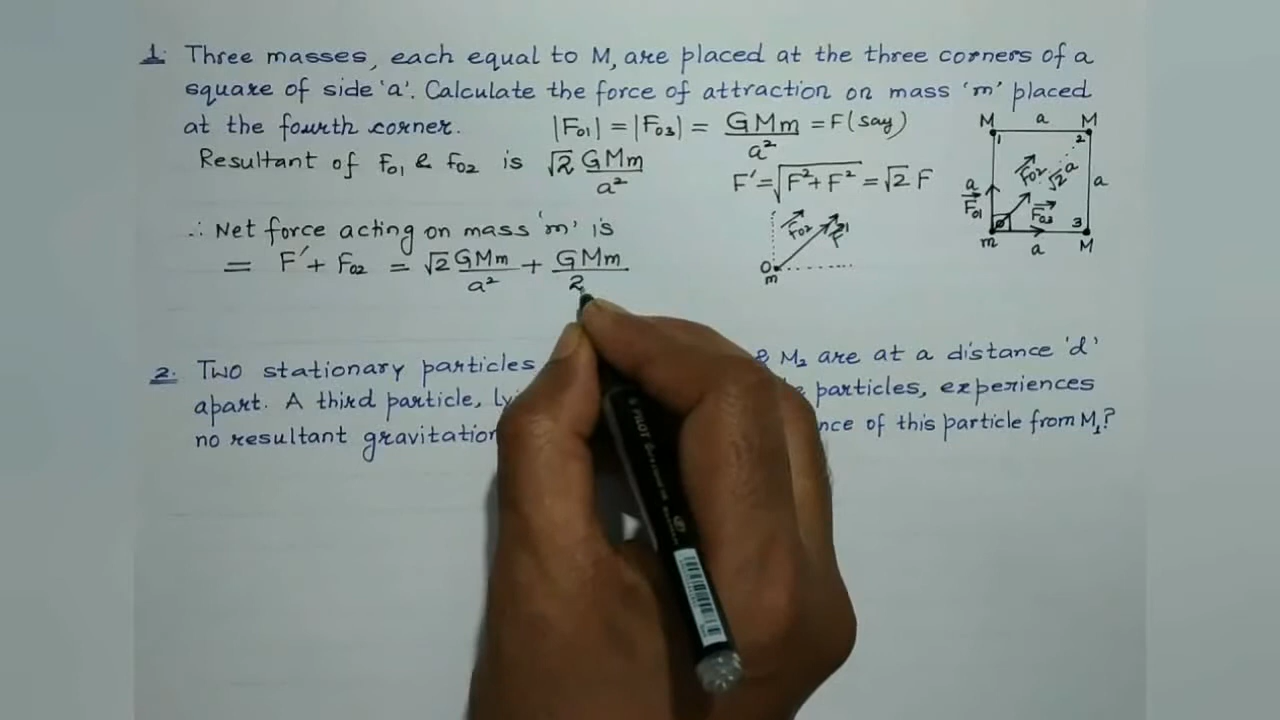 1. Three masses, each equal to M, are placed at the three corners of a
square of side 'a'. Calculate the force of attraction on mass 'm' placed
at the fourth corner. |F01| = |F03| = GMm/a² = F (say)
Resultant of F01 & F02 is √2 GMm/a²
F' = √F²+F² = √2 F
∴ Net force acting on mass 'm' is
= F' + F02 = √2 GMm/a² + GMm/2
M a M
1 2
a F02 √2 a a
F01 F03 3
m a M
F02 F'
O
m
2. Two stationary particles & M₂ are at a distance 'd'
apart. A third particle, particles, experiences
no resultant of this particle from M₁?
PILOT